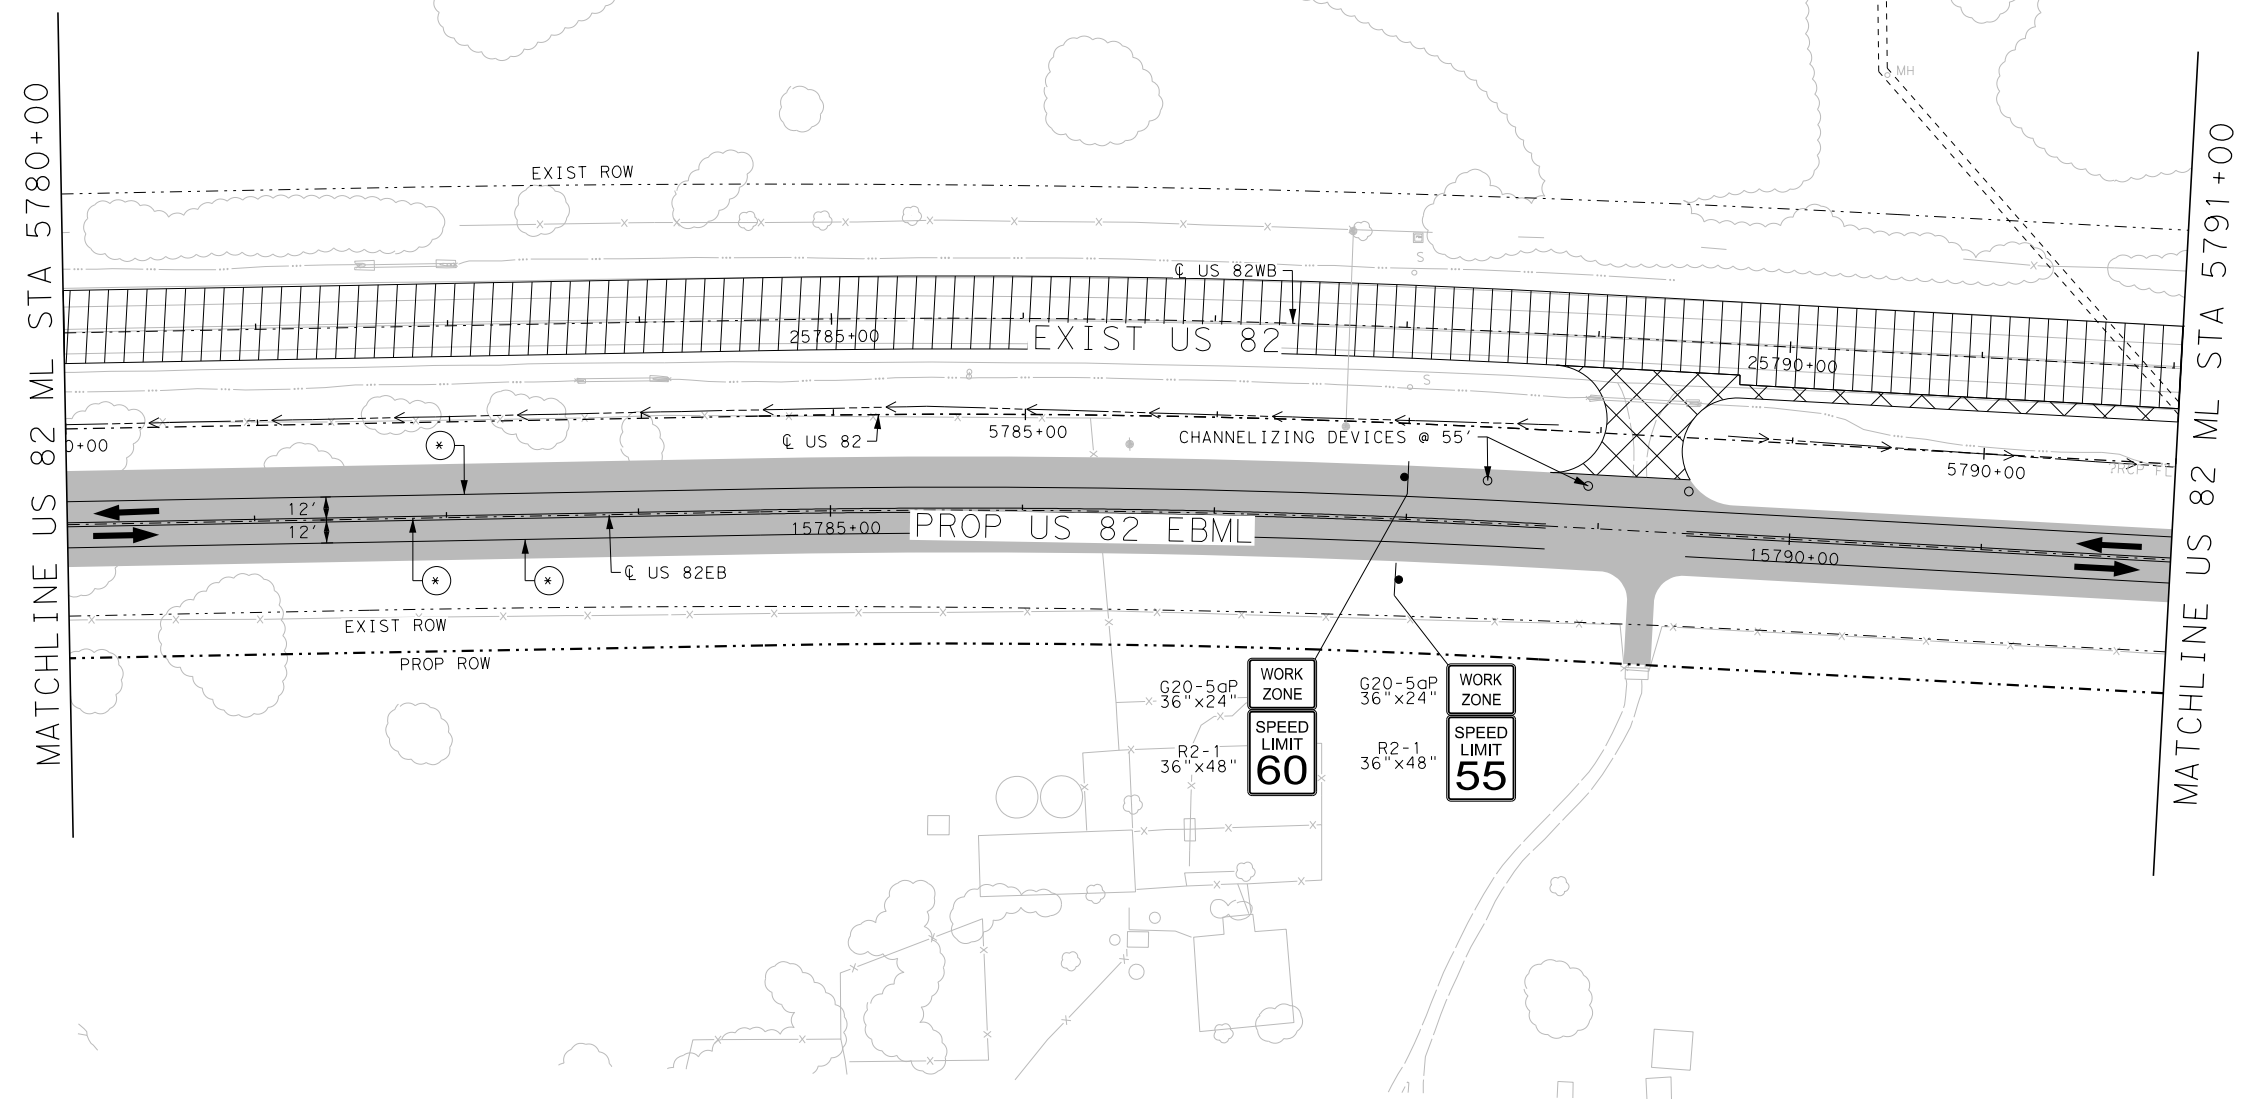 MATCHLINE US 82 ML STA 5780+00
MATCHLINE US 82 ML STA 5791+00
MH
EXIST ROW
S
℄ US 82WB
25785+00
EXIST US 82
25790+00
8
S
0+00
*
℄ US 82
5785+00
CHANNELIZING DEVICES @ 55'
5790+00
12'
12'
15785+00
PROP US 82 EBML
15790+00
*
*
℄ US 82EB
EXIST ROW
PROP ROW
G20-5aP
36"x24"
WORK
ZONE
R2-1
36"x48"
SPEED
LIMIT
60
G20-5aP
36"x24"
WORK
ZONE
R2-1
36"x48"
SPEED
LIMIT
55